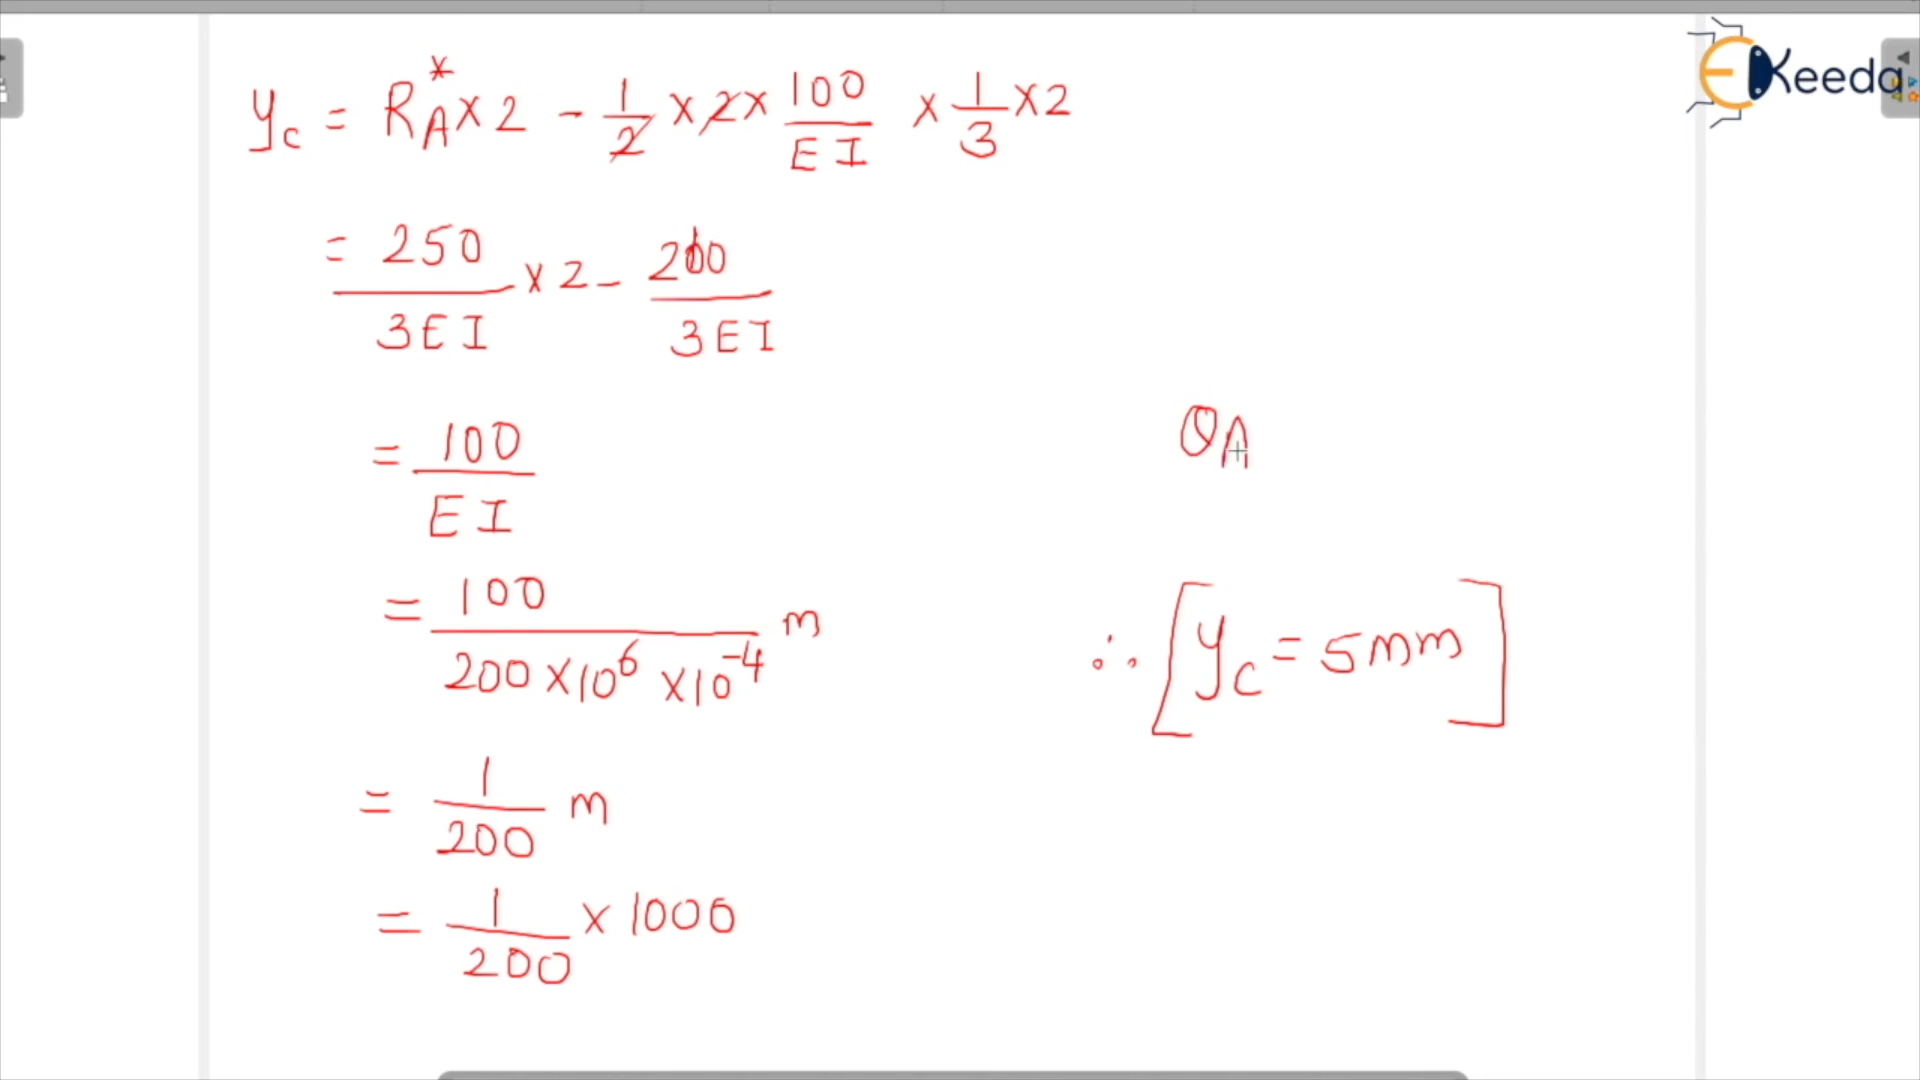 Keeda
y_c = R_A^* × 2 - 1/2 × 2 × 100/EI × 1/3 × 2
= 250/3EI × 2 - 200/3EI
= 100/EI
θ_A
= 100/(200 × 10^6 × 10^-4) m
∴ [y_c = 5mm]
= 1/200 m
= 1/200 × 1000